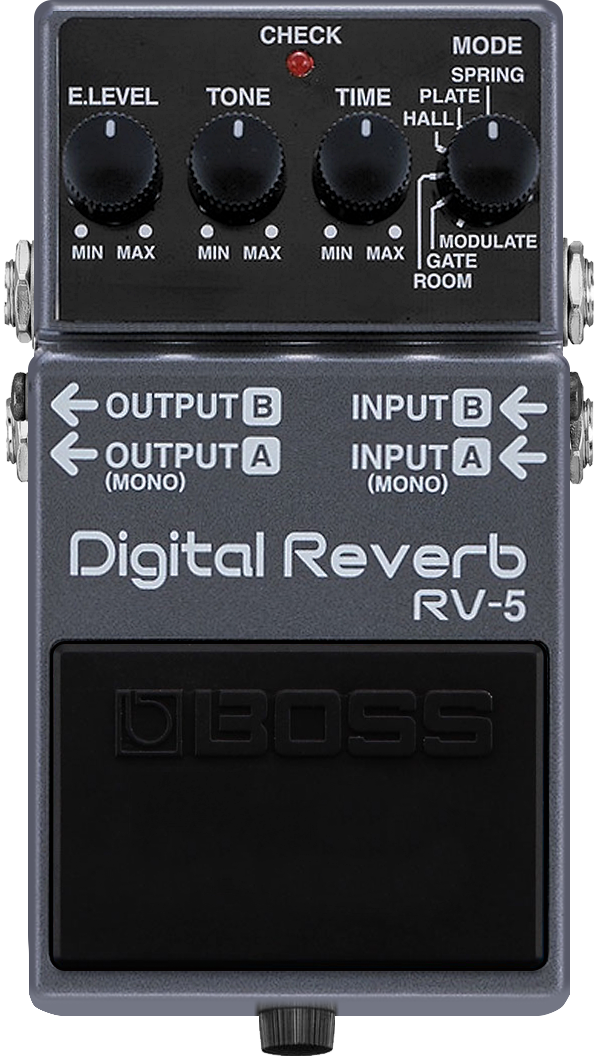 CHECK
MODE
SPRING
PLATE
HALL
E.LEVEL
TONE
TIME
MIN MAX
MIN MAX
MIN MAX
MODULATE
GATE
ROOM
OUTPUT B
INPUT B
OUTPUT A
(MONO)
INPUT A
(MONO)
Digital Reverb
RV-5
b BOSS